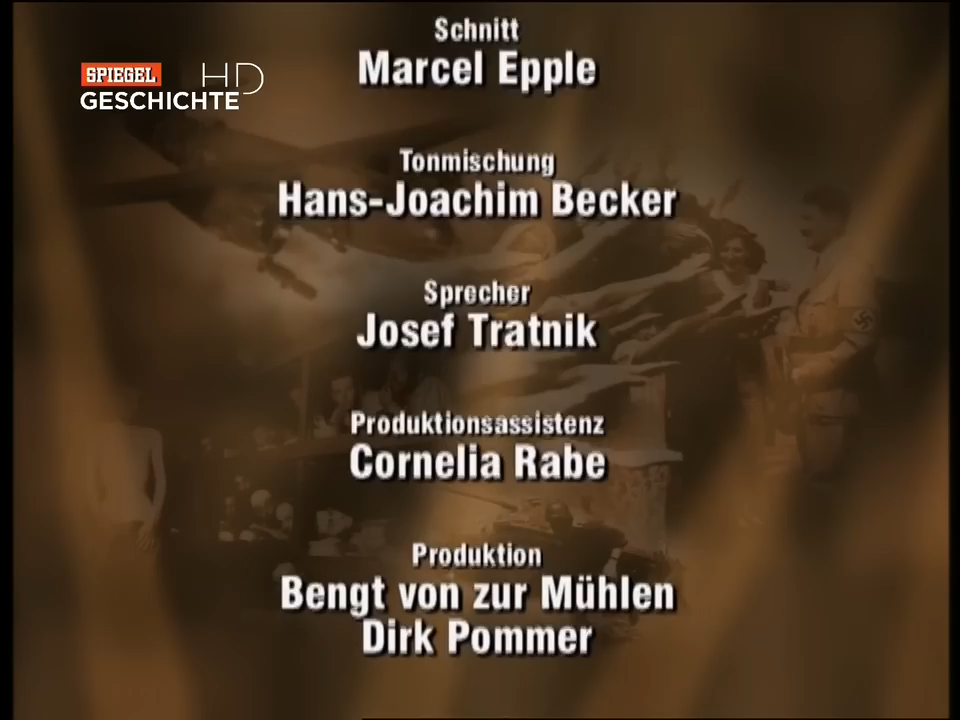 Schnitt
Marcel Epple
SPIEGEL HD
GESCHICHTE
Tonmischung
Hans-Joachim Becker
Sprecher
Josef Tratnik
Produktionsassistenz
Cornelia Rabe
Produktion
Bengt von zur Mühlen
Dirk Pommer